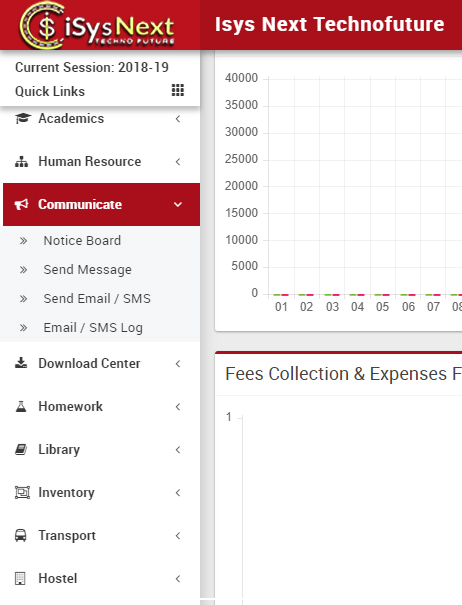 iSysNext
TECHNO FUTURE
Isys Next Technofuture
Current Session: 2018-19
Quick Links
Academics
Human Resource
Communicate
Notice Board
Send Message
Send Email / SMS
Email / SMS Log
Download Center
Homework
Library
Inventory
Transport
Hostel
40000
35000
30000
25000
20000
15000
10000
5000
0
01 02 03 04 05 06 07 08
Fees Collection & Expenses F
1